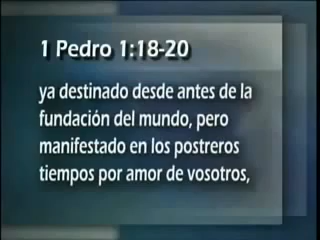 1 Pedro 1:18-20
ya destinado desde antes de la
fundación del mundo, pero
manifestado en los postreros
tiempos por amor de vosotros,